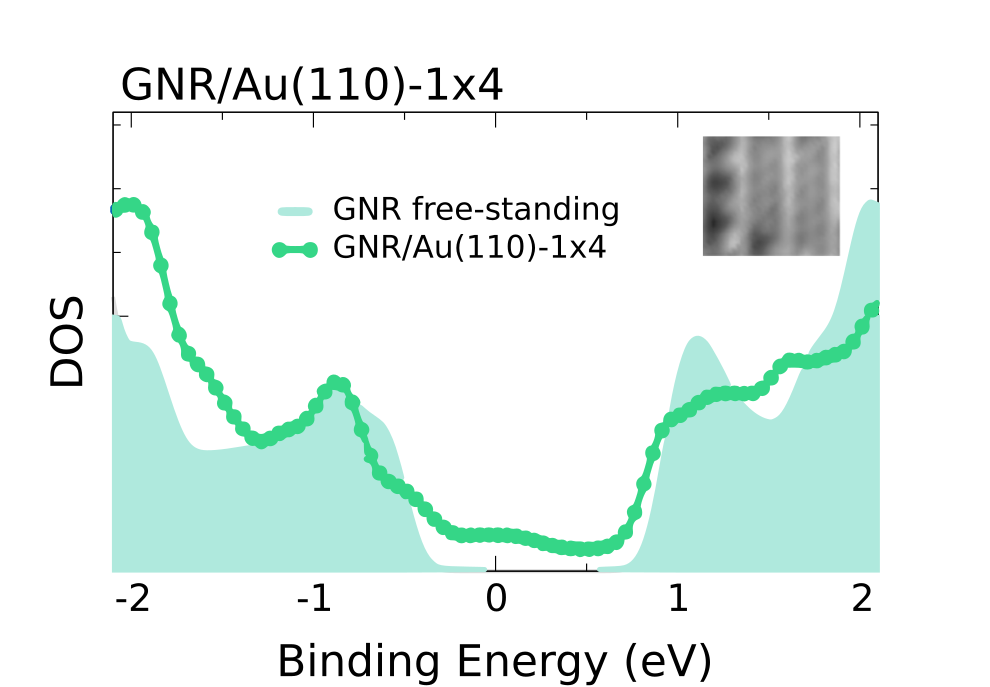 GNR/Au(110)-1x4
GNR free-standing
GNR/Au(110)-1x4
DOS
-2 -1 0 1 2
Binding Energy (eV)